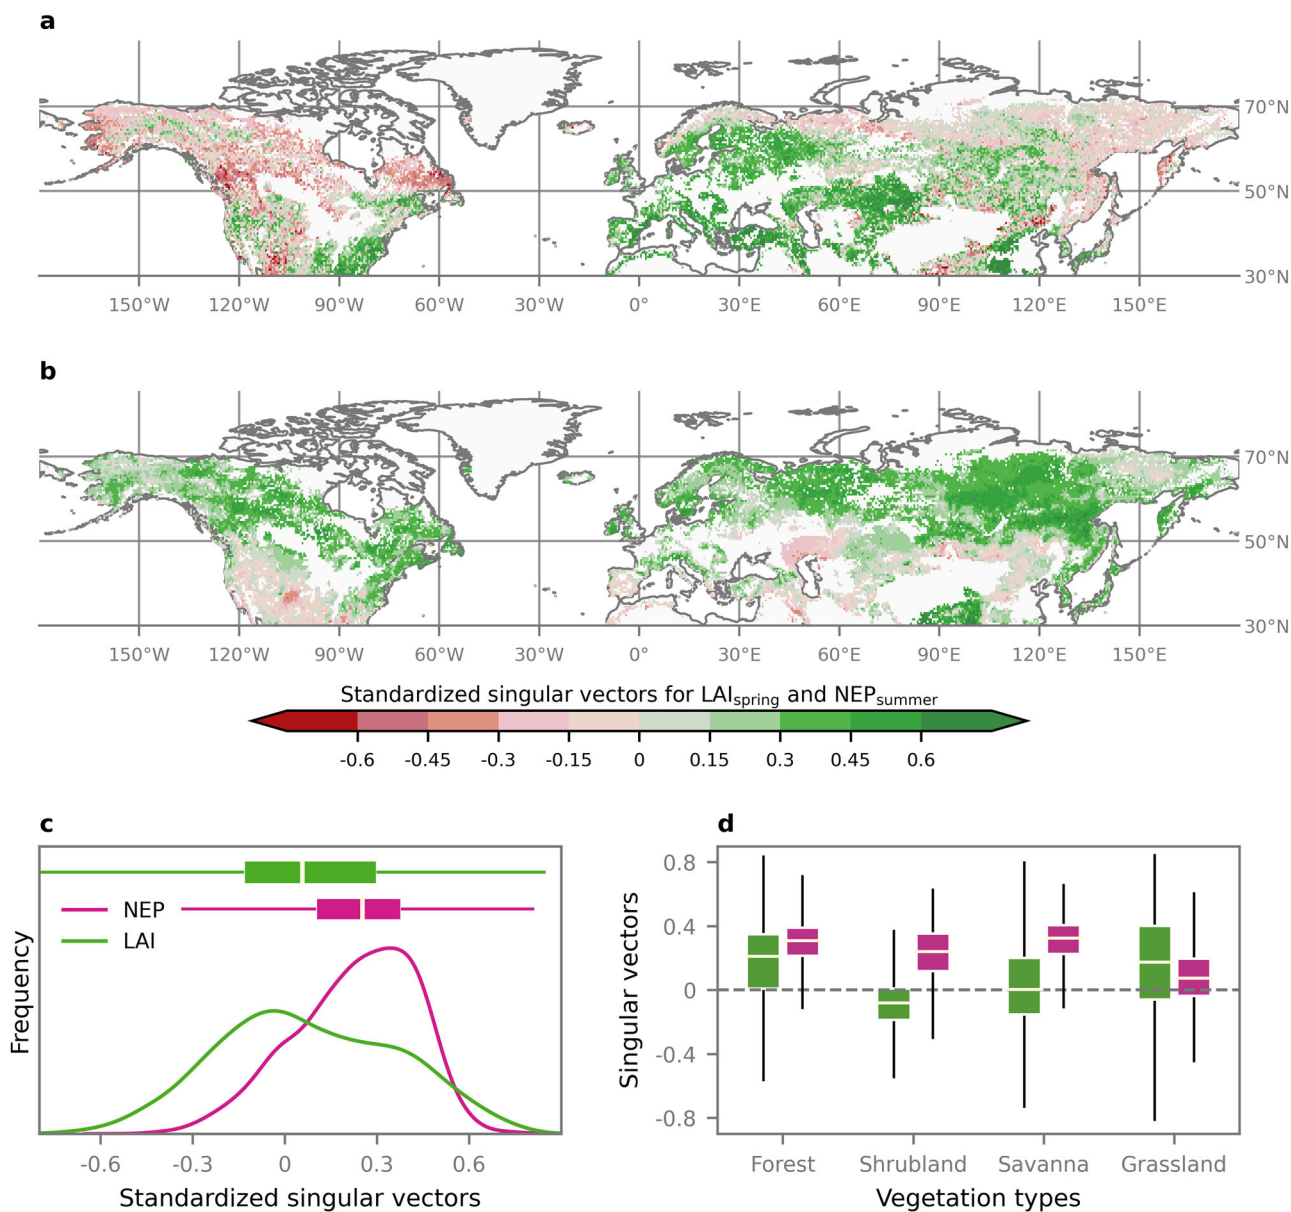 a
70°N
50°N
30°N
150°W 120°W 90°W 60°W 30°W 0° 30°E 60°E 90°E 120°E 150°E
b
70°N
50°N
30°N
150°W 120°W 90°W 60°W 30°W 0° 30°E 60°E 90°E 120°E 150°E
Standardized singular vectors for LAIspring and NEPsummer
-0.6 -0.45 -0.3 -0.15 0 0.15 0.3 0.45 0.6
c
NEP
LAI
Frequency
-0.6 -0.3 0 0.3 0.6
Standardized singular vectors
d
0.8
0.4
0
-0.4
-0.8
Singular vectors
Forest Shrubland Savanna Grassland
Vegetation types